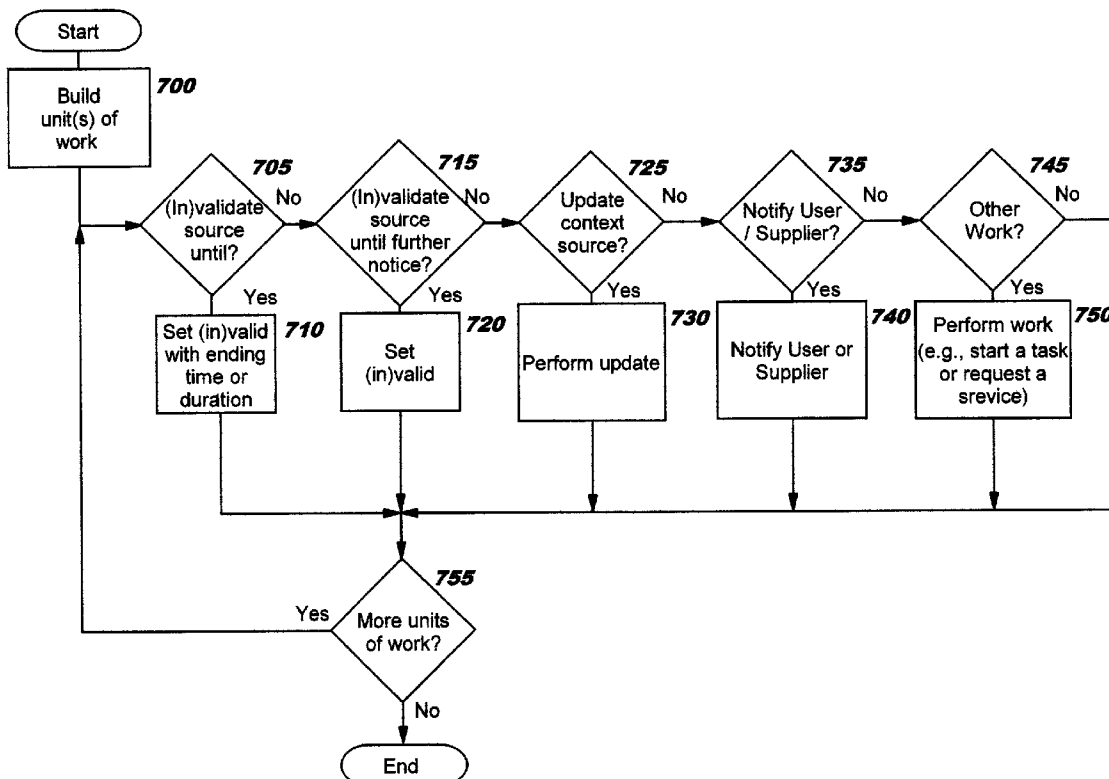 Start
700
Build
unit(s) of
work
705
No
(In)validate
source
until?
Yes
715
No
(In)validate
source
until further
notice?
Yes
725
No
Update
context
source?
Yes
735
No
Notify User
/ Supplier?
Yes
745
No
Other
Work?
Yes
710
Set (in)valid
with ending
time or
duration
720
Set
(in)valid
730
Perform update
740
Notify User or
Supplier
750
Perform work
(e.g., start a task
or request a
srevice)
755
Yes
More units
of work?
No
End